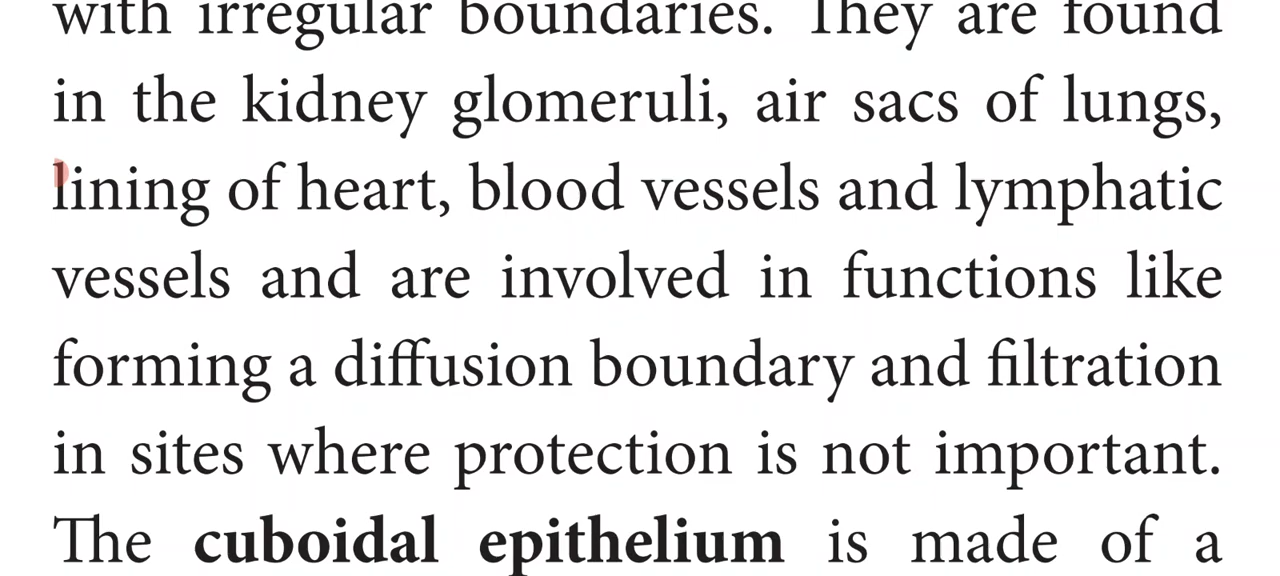 with irregular boundaries. They are found
in the kidney glomeruli, air sacs of lungs,
lining of heart, blood vessels and lymphatic
vessels and are involved in functions like
forming a diffusion boundary and filtration
in sites where protection is not important.
The cuboidal epithelium is made of a